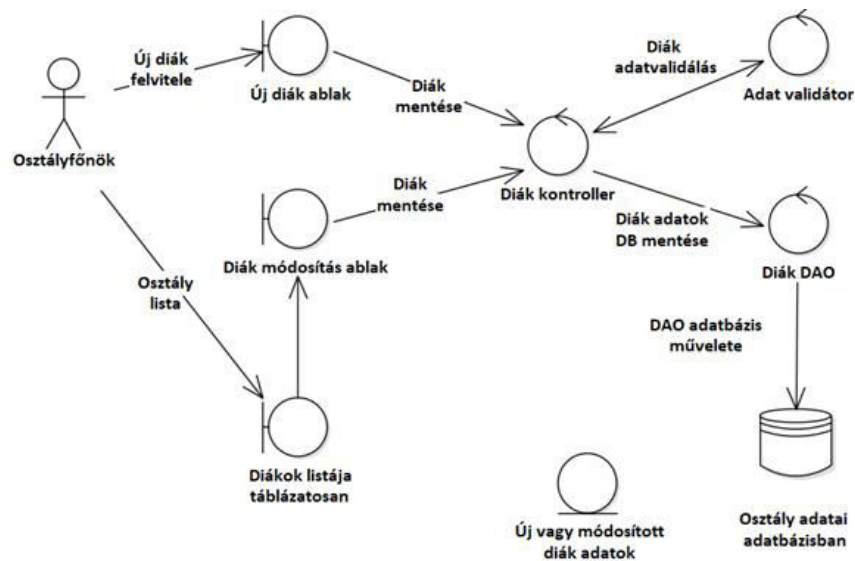 Új diák
felvitele
Új diák ablak
Diák
mentése
Diák
adatvalidálás
Adat validátor
Osztályfőnök
Diák
mentése
Diák kontroller
Diák módosítás ablak
Diák adatok
DB mentése
Diák DAO
Osztály
lista
DAO adatbázis
művelete
Diákok listája
táblázatosan
Új vagy módosított
diák adatok
Osztály adatai
adatbázisban